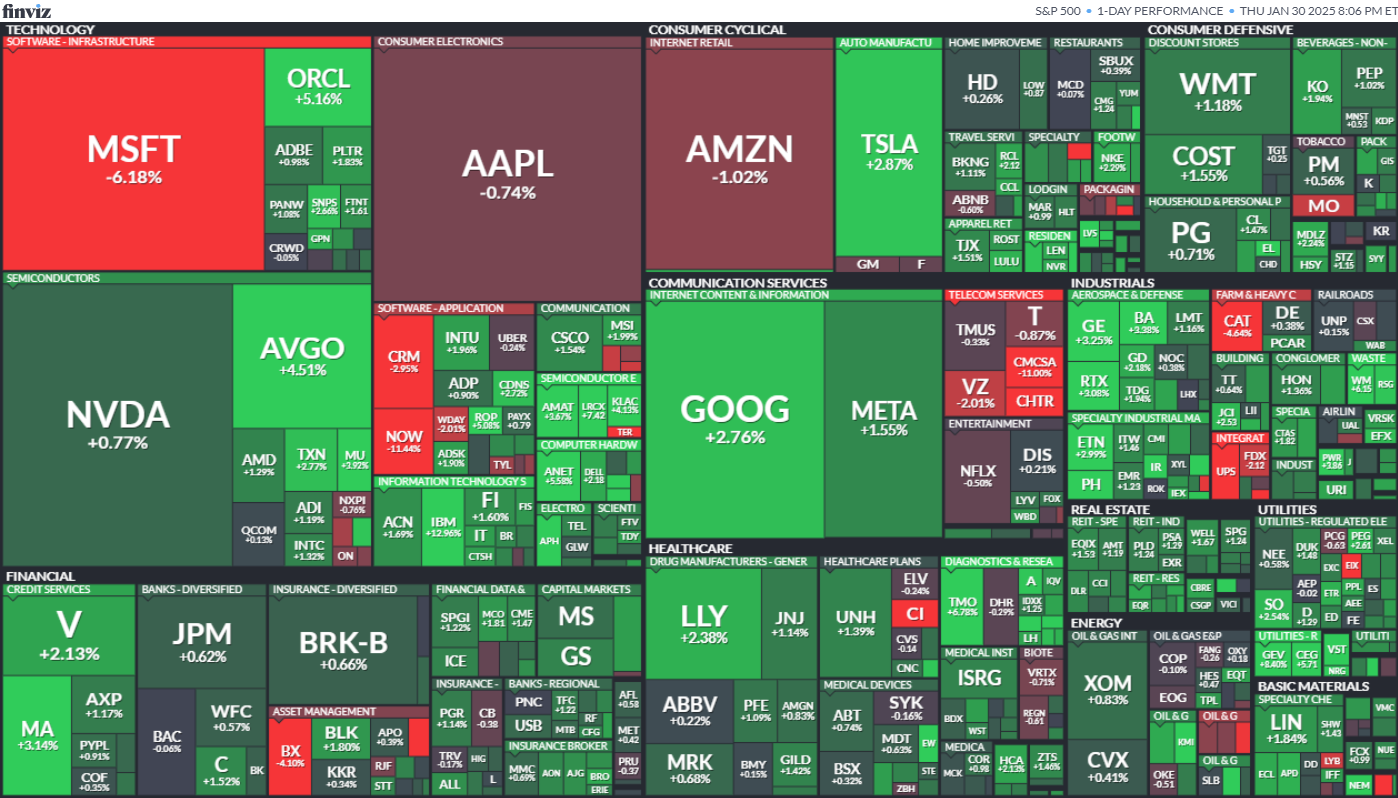 finviz
S&P 500 • 1-DAY PERFORMANCE • THU JAN 30 2025 8:06 PM ET
TECHNOLOGY
SOFTWARE - INFRASTRUCTURE
MSFT
-6.18%
ORCL
+5.16%
ADBE
+0.98%
PLTR
+1.83%
PANW
+1.08%
SNPS
+2.66%
FTNT
+1.61
CRWD
-0.05%
GPN
CONSUMER ELECTRONICS
AAPL
-0.74%
SEMICONDUCTORS
NVDA
+0.77%
AVGO
+4.51%
AMD
+1.29%
TXN
+2.77%
MU
+3.92%
QCOM
+0.13%
ADI
+1.19%
NXPI
-0.76%
INTC
+1.32%
ON
SOFTWARE - APPLICATION
CRM
-2.95%
INTU
+1.96%
UBER
-0.24%
ADP
+0.90%
CDNS
+2.72%
NOW
-11.44%
WDAY
-2.01%
ROP
+5.08%
PAYX
+0.79
ADSK
+1.90%
TYL
COMMUNICATION
CSCO
+1.54%
MSI
+1.99%
SEMICONDUCTOR E
AMAT
+3.67%
LRCX
+7.42
KLAC
+4.13%
TER
COMPUTER HARDW
ANET
+5.58%
DELL
+2.18
INFORMATION TECHNOLOGY S
ACN
+1.69%
IBM
+12.96%
FI
+1.60%
FIS
IT
BR
CTSH
ELECTRO
APH
TEL
GLW
SCIENTI
FTV
TDY
CONSUMER CYCLICAL
INTERNET RETAIL
AMZN
-1.02%
AUTO MANUFACTU
TSLA
+2.87%
GM
F
HOME IMPROVEME
HD
+0.26%
LOW
+0.87
RESTAURANTS
MCD
+0.07%
SBUX
+0.39%
CMG
+1.24
YUM
TRAVEL SERVI
BKNG
+1.11%
RCL
+2.12
CCL
ABNB
-0.60%
SPECIALTY
FOOTW
NKE
+2.29%
LODGIN
MAR
+0.99
HLT
PACKAGIN
APPAREL RET
TJX
+1.51%
ROST
LULU
RESIDEN
LEN
NVR
LVS
CONSUMER DEFENSIVE
DISCOUNT STORES
WMT
+1.18%
COST
+1.55%
TGT
+0.25
BEVERAGES - NON-
KO
+1.94%
PEP
+1.02%
MNST
+0.53
KDP
TOBACCO
PM
+0.56%
MO
PACK
GIS
K
HOUSEHOLD & PERSONAL P
PG
+0.71%
CL
+1.47%
EL
CHD
MDLZ
+2.24%
HSY
KR
STZ
+1.15
SYY
COMMUNICATION SERVICES
INTERNET CONTENT & INFORMATION
GOOG
+2.76%
META
+1.55%
TELECOM SERVICES
TMUS
-0.33%
T
-0.87%
VZ
-2.01%
CMCSA
-11.00%
CHTR
ENTERTAINMENT
NFLX
-0.50%
DIS
+0.21%
LYV
FOX
WBD
INDUSTRIALS
AEROSPACE & DEFENSE
GE
+3.25%
BA
+3.38%
LMT
+1.16%
RTX
+3.08%
GD
+2.18%
NOC
+0.38%
TDG
+1.94%
LHX
FARM & HEAVY C
CAT
-4.64%
DE
+0.38%
PCAR
RAILROADS
UNP
+0.15%
CSX
WAB
BUILDING
TT
+0.64%
JCI
+2.53
LII
CONGLOMER
HON
+1.36%
WASTE
WM
+6.15
RSG
SPECIALTY INDUSTRIAL MA
ETN
+2.99%
ITW
+1.46
CMI
PH
EMR
+1.23
IR
XYL
ROK
IEX
INTEGRAT
UPS
FDX
-2.12
SPECIA
CTAS
+1.82
AIRLIN
UAL
VRSK
EFX
INDUST
PWR
+3.86
J
URI
HEALTHCARE
DRUG MANUFACTURERS - GENER
LLY
+2.38%
JNJ
+1.14%
ABBV
+0.22%
PFE
+1.09%
AMGN
+0.83%
MRK
+0.68%
BMY
+0.15%
GILD
+1.42%
HEALTHCARE PLANS
UNH
+1.39%
ELV
-0.24%
CI
CVS
-0.14
CNC
MEDICAL DEVICES
ABT
+0.74%
SYK
-0.16%
MDT
+0.63%
EW
BSX
+0.32%
STE
ZBH
DIAGNOSTICS & RESEA
TMO
+6.78%
DHR
-0.29%
A
IQV
IDXX
+1.25
LH
MEDICAL INST
ISRG
BDX
WST
BIOTE
VRTX
-0.71%
REGN
-0.61
MEDICA
MCK
COR
+0.98
HCA
+2.13%
ZTS
+1.46%
REAL ESTATE
REIT - SPE
EQIX
+1.53
AMT
+1.19
DLR
CCI
REIT - IND
PLD
+1.24
PSA
+1.29
EXR
WELL
+1.67
SPG
+1.24
REIT - RES
EQR
CBRE
CSGP
VICI
UTILITIES
UTILITIES - REGULATED ELE
NEE
+0.58%
DUK
+1.48
PCG
-0.63
PEG
+2.61
XEL
EXC
EIX
SO
+2.54%
AEP
-0.02
D
+1.29
ETR
PPL
ES
AEE
ED
FE
UTILITIES - R
GEV
+8.40%
CEG
+5.71
VST
NRG
UTILITI
ENERGY
OIL & GAS INT
XOM
+0.83%
CVX
+0.41%
OIL & GAS E&P
COP
-0.10%
FANG
-0.26
OXY
+0.18
HES
+0.47
EQT
EOG
TPL
OIL & G
KMI
OKE
-0.51
OIL & G
OIL & G
SLB
BASIC MATERIALS
SPECIALTY CHE
LIN
+1.84%
SHW
+1.43
VMC
FCX
+0.99
NUE
ECL
APD
DD
LYB
IFF
NEM
FINANCIAL
CREDIT SERVICES
V
+2.13%
MA
+3.14%
AXP
+1.17%
PYPL
+0.91%
COF
+0.35%
BANKS - DIVERSIFIED
JPM
+0.62%
BAC
-0.06%
WFC
+0.57%
C
+1.52%
BK
INSURANCE - DIVERSIFIED
BRK-B
+0.66%
ASSET MANAGEMENT
BX
-4.10%
BLK
+1.80%
APO
+0.39%
KKR
+0.34%
RJF
STT
FINANCIAL DATA &
SPGI
+1.22%
MCO
+1.81
CME
+1.47
ICE
CAPITAL MARKETS
MS
GS
INSURANCE -
PGR
+1.14%
CB
-0.38
TRV
-0.17%
HIG
ALL
L
BANKS - REGIONAL
PNC
TFC
+1.22
USB
MTB
RF
CFG
INSURANCE BROKER
MMC
+0.69%
AON
AJG
BRO
ERIE
AFL
+0.58
MET
+0.42
PRU
-0.37